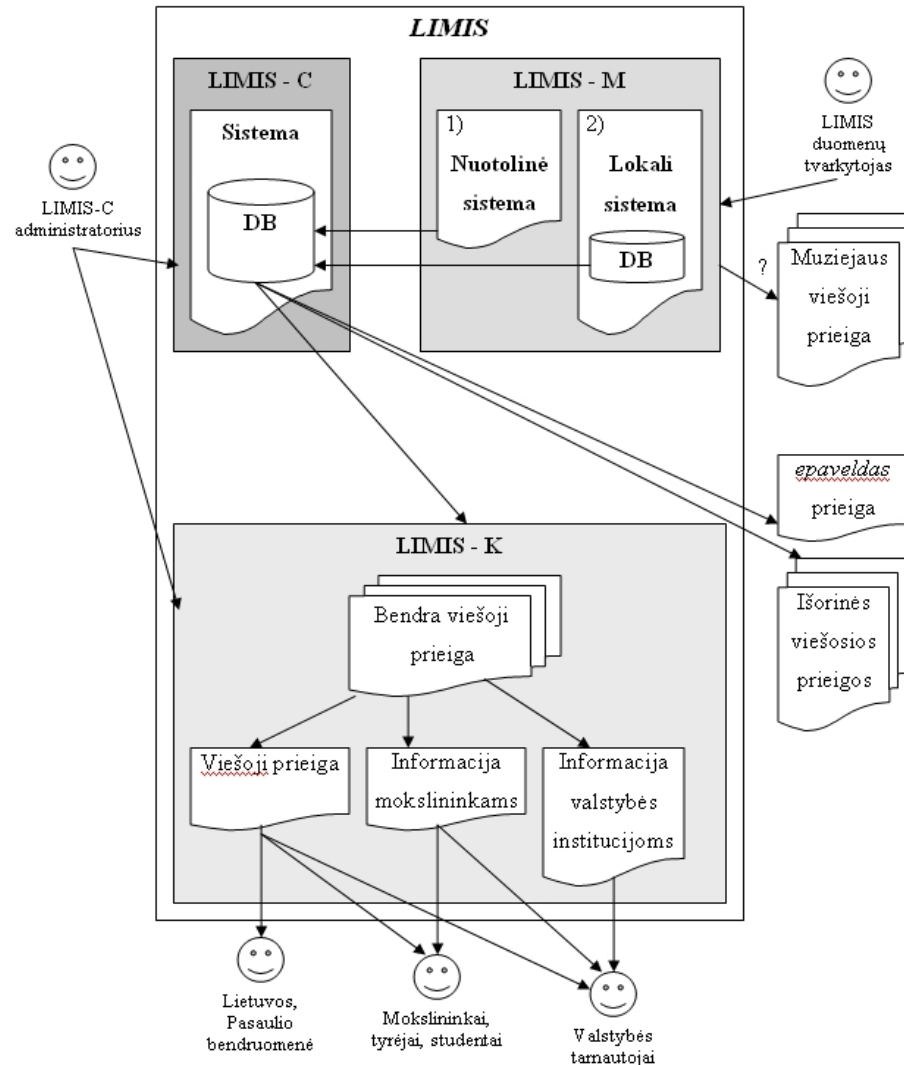 LIMIS
LIMIS - C
Sistema
DB
LIMIS - M
1)
Nuotolinė
sistema
2)
Lokali
sistema
DB
LIMIS
duomenų
tvarkytojas
LIMIS-C
administratorius
?
Muziejaus
viešoji
prieiga
epaveldas
prieiga
Išorinės
viešosios
prieigos
LIMIS - K
Bendra viešoji
prieiga
Viešoji prieiga
Informacija
mokslininkams
Informacija
valstybės
institucijoms
Lietuvos,
Pasaulio
bendruomenė
Mokslininkai,
tyrėjai, studentai
Valstybės
tarnautojai